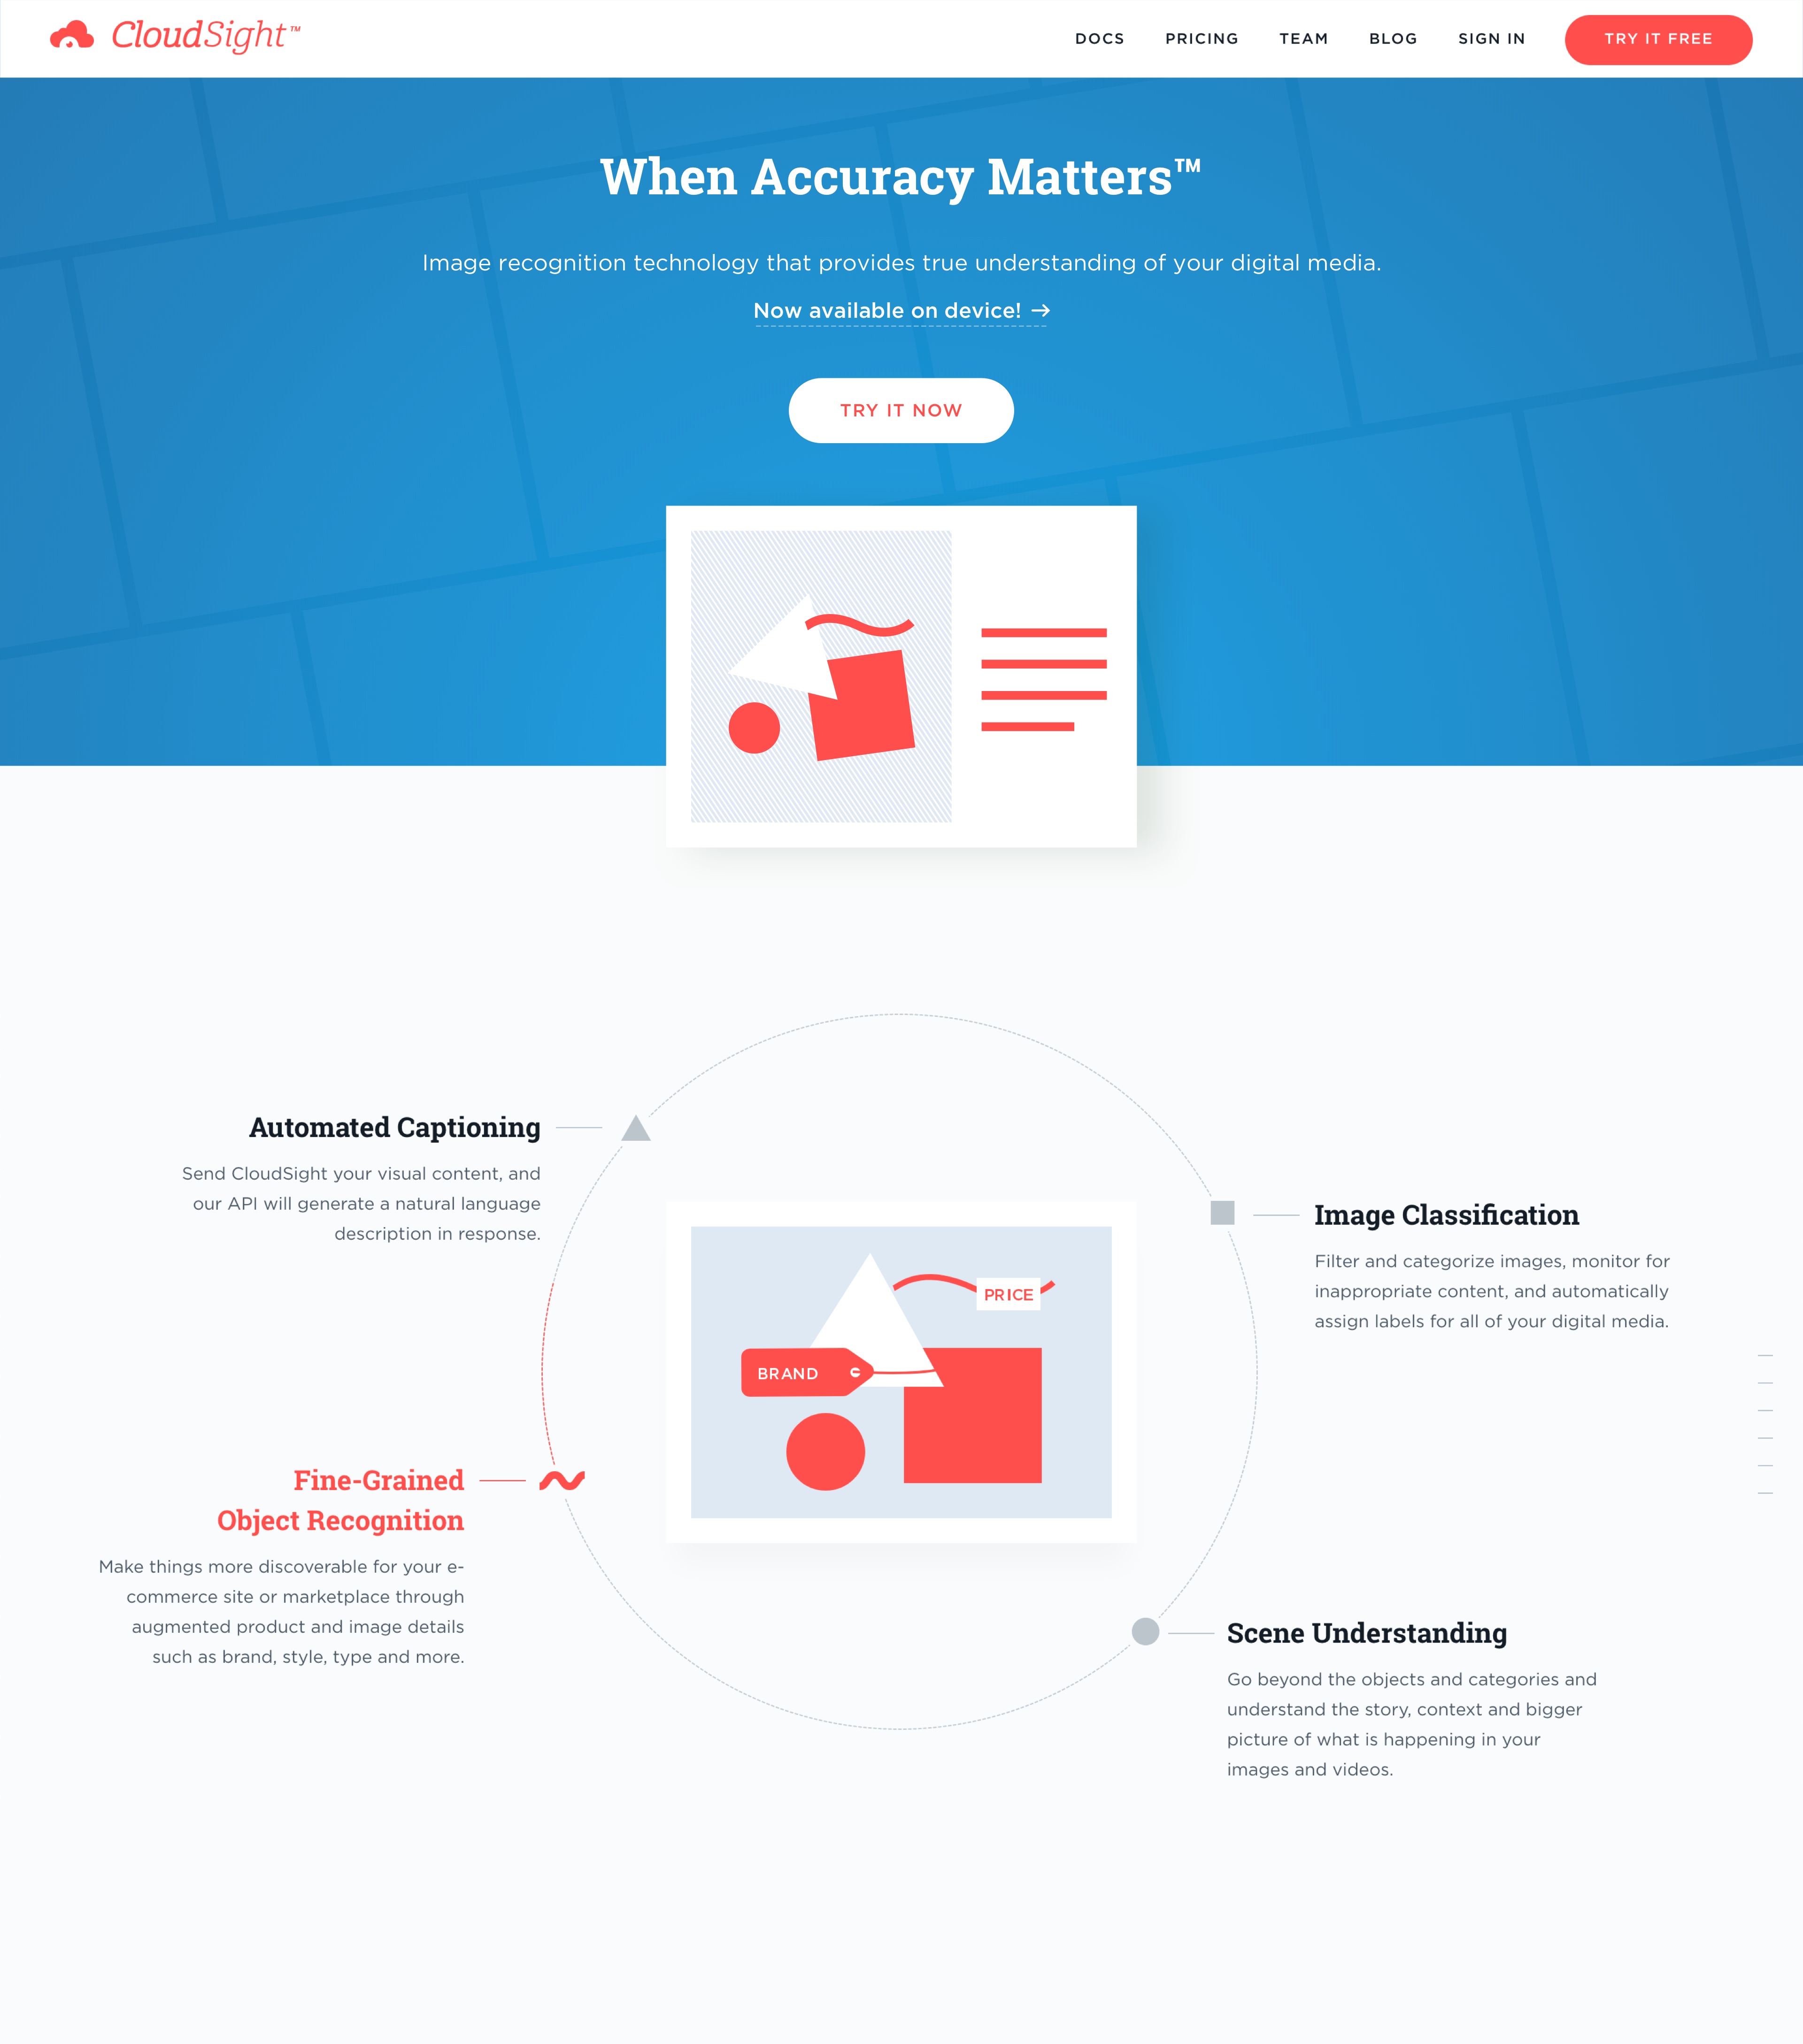 CloudSight™
DOCS
PRICING
TEAM
BLOG
SIGN IN
TRY IT FREE
When Accuracy Matters™
Image recognition technology that provides true understanding of your digital media.
Now available on device! →
TRY IT NOW
Automated Captioning
Send CloudSight your visual content, and
our API will generate a natural language
description in response.
Image Classification
Filter and categorize images, monitor for
inappropriate content, and automatically
assign labels for all of your digital media.
PRICE
BRAND
Fine-Grained
Object Recognition
Make things more discoverable for your e-
commerce site or marketplace through
augmented product and image details
such as brand, style, type and more.
Scene Understanding
Go beyond the objects and categories and
understand the story, context and bigger
picture of what is happening in your
images and videos.